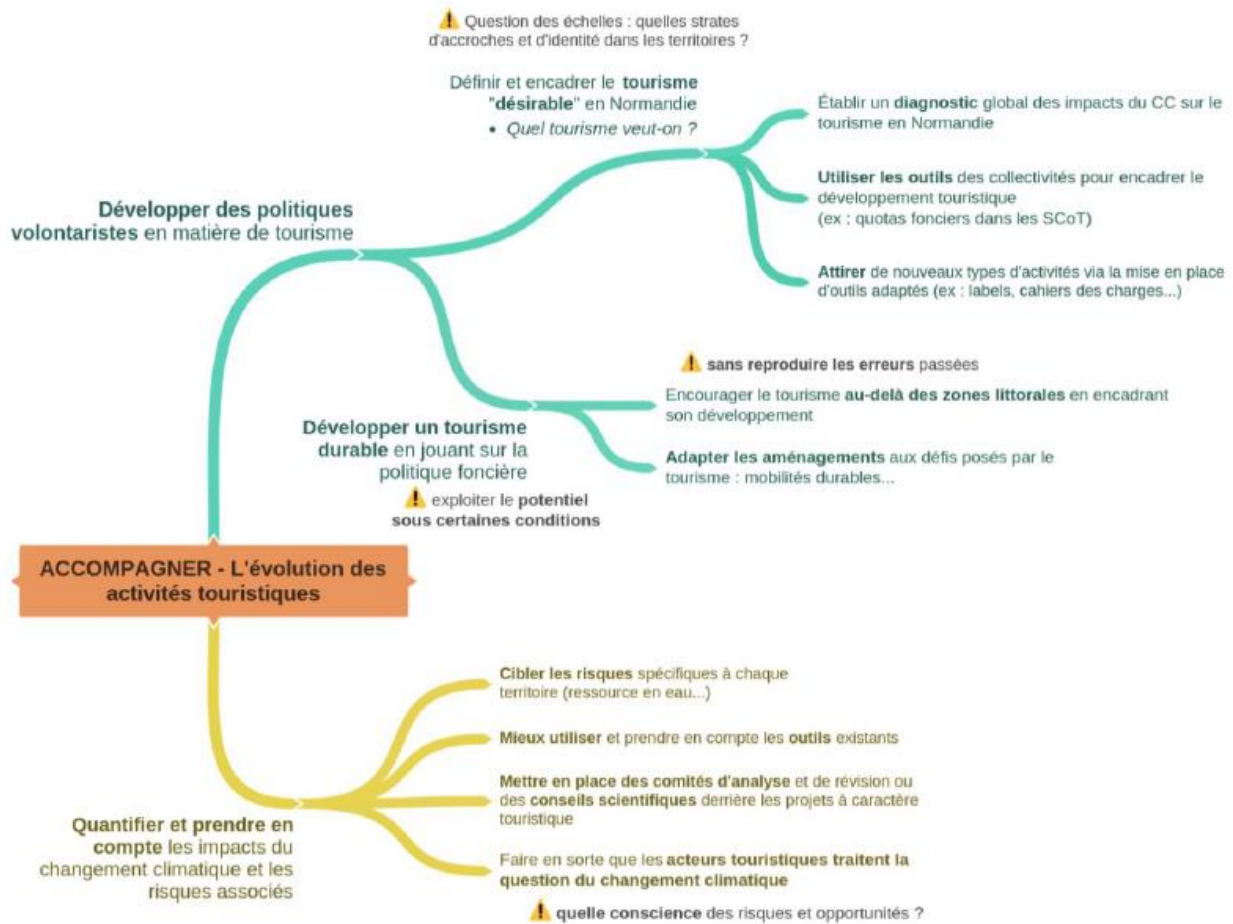 ⚠ Question des échelles : quelles strates
d'accroches et d'identité dans les territoires ?
Définir et encadrer le tourisme
"désirable" en Normandie
• Quel tourisme veut-on ?
Établir un diagnostic global des impacts du CC sur le
tourisme en Normandie
Utiliser les outils des collectivités pour encadrer le
développement touristique
(ex : quotas fonciers dans les SCoT)
Attirer de nouveaux types d'activités via la mise en place
d'outils adaptés (ex : labels, cahiers des charges...)
Développer des politiques
volontaristes en matière de tourisme
⚠ sans reproduire les erreurs passées
Encourager le tourisme au-delà des zones littorales en encadrant
son développement
Adapter les aménagements aux défis posés par le
tourisme : mobilités durables...
Développer un tourisme
durable en jouant sur la
politique foncière
⚠ exploiter le potentiel
sous certaines conditions
ACCOMPAGNER - L'évolution des
activités touristiques
Cibler les risques spécifiques à chaque
territoire (ressource en eau...)
Mieux utiliser et prendre en compte les outils existants
Mettre en place des comités d'analyse et de révision ou
des conseils scientifiques derrière les projets à caractère
touristique
Faire en sorte que les acteurs touristiques traitent la
question du changement climatique
⚠ quelle conscience des risques et opportunités ?
Quantifier et prendre en
compte les impacts du
changement climatique et les
risques associés